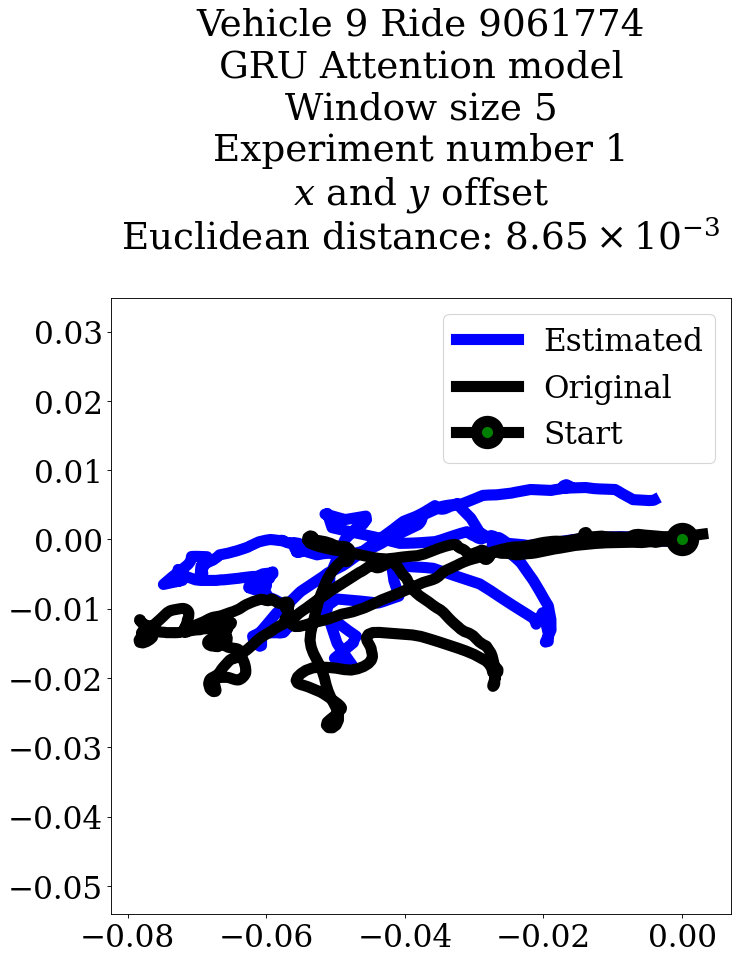 Vehicle 9 Ride 9061774
GRU Attention model
Window size 5
Experiment number 1
x and y offset
Euclidean distance: 8.65 × 10⁻³
Estimated
Original
Start
0.03
0.02
0.01
0.00
−0.01
−0.02
−0.03
−0.04
−0.05
−0.08 −0.06 −0.04 −0.02 0.00